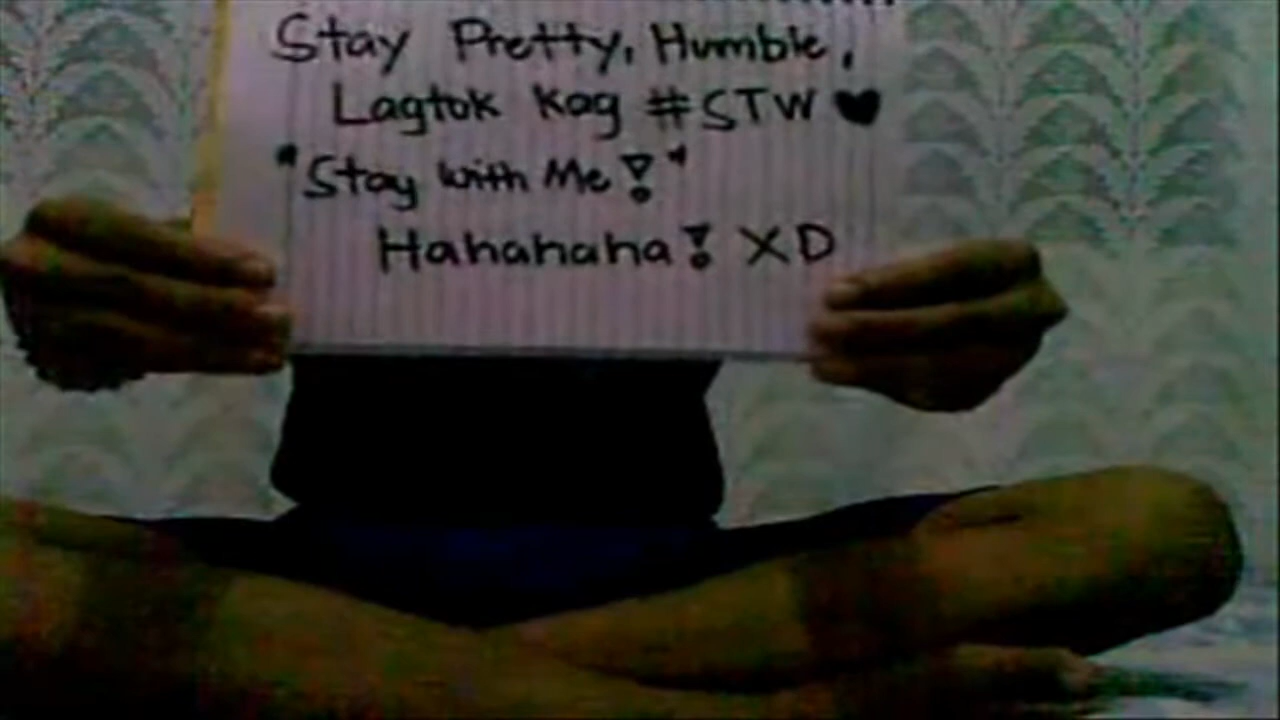 Stay Pretty, Humble,
Lagtok kag #STW ♥
"Stay with Me!"
Hahahaha! XD